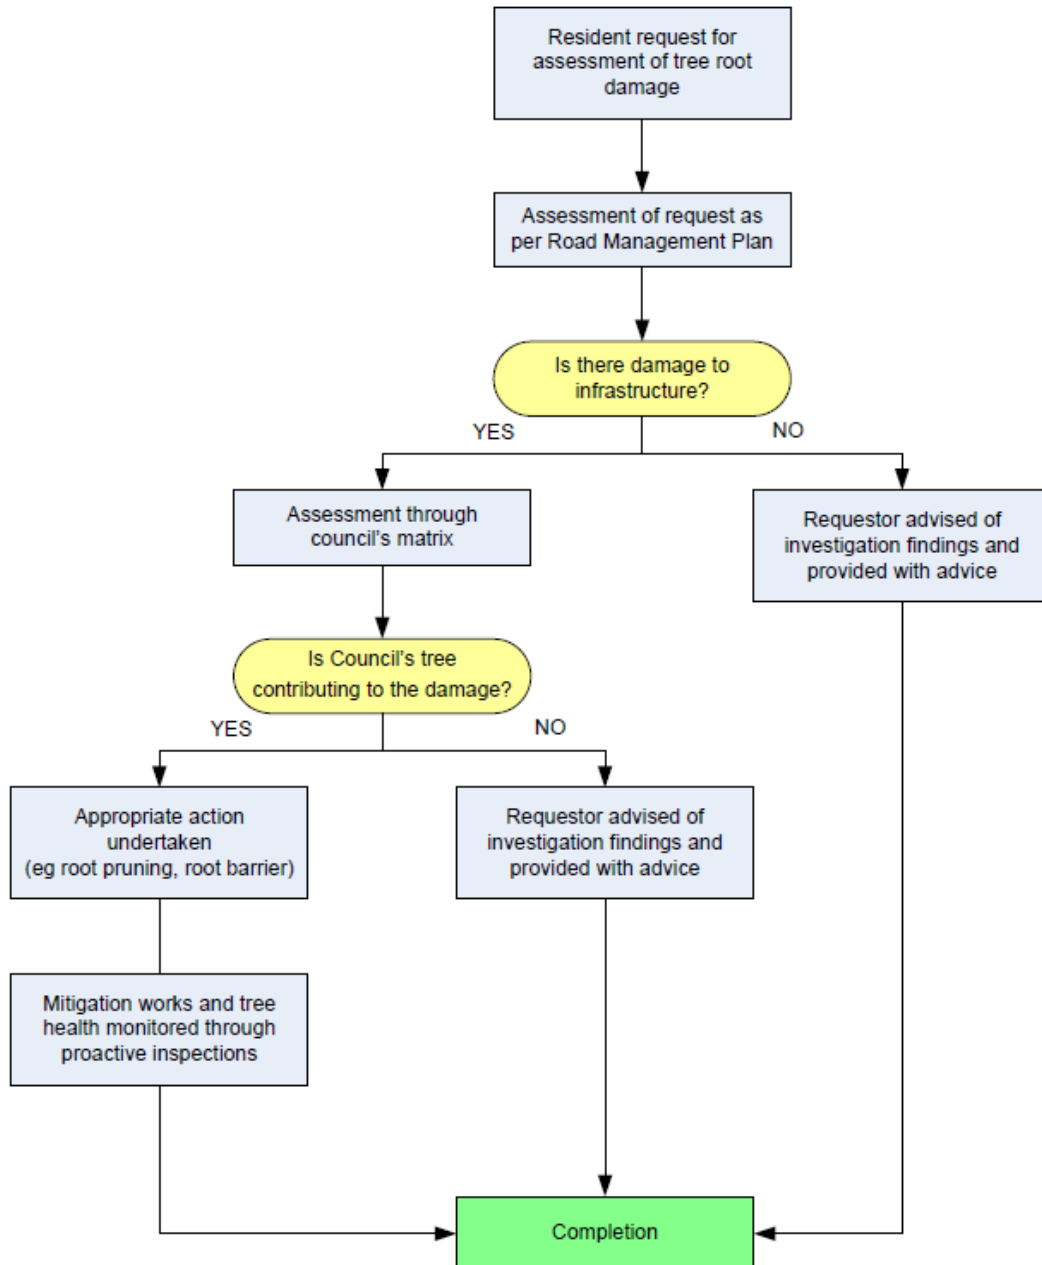 Resident request for
assessment of tree root
damage
Assessment of request as
per Road Management Plan
Is there damage to
infrastructure?
YES
NO
Assessment through
council's matrix
Requestor advised of
investigation findings and
provided with advice
Is Council's tree
contributing to the damage?
YES
NO
Appropriate action
undertaken
(eg root pruning, root barrier)
Requestor advised of
investigation findings and
provided with advice
Mitigation works and tree
health monitored through
proactive inspections
Completion